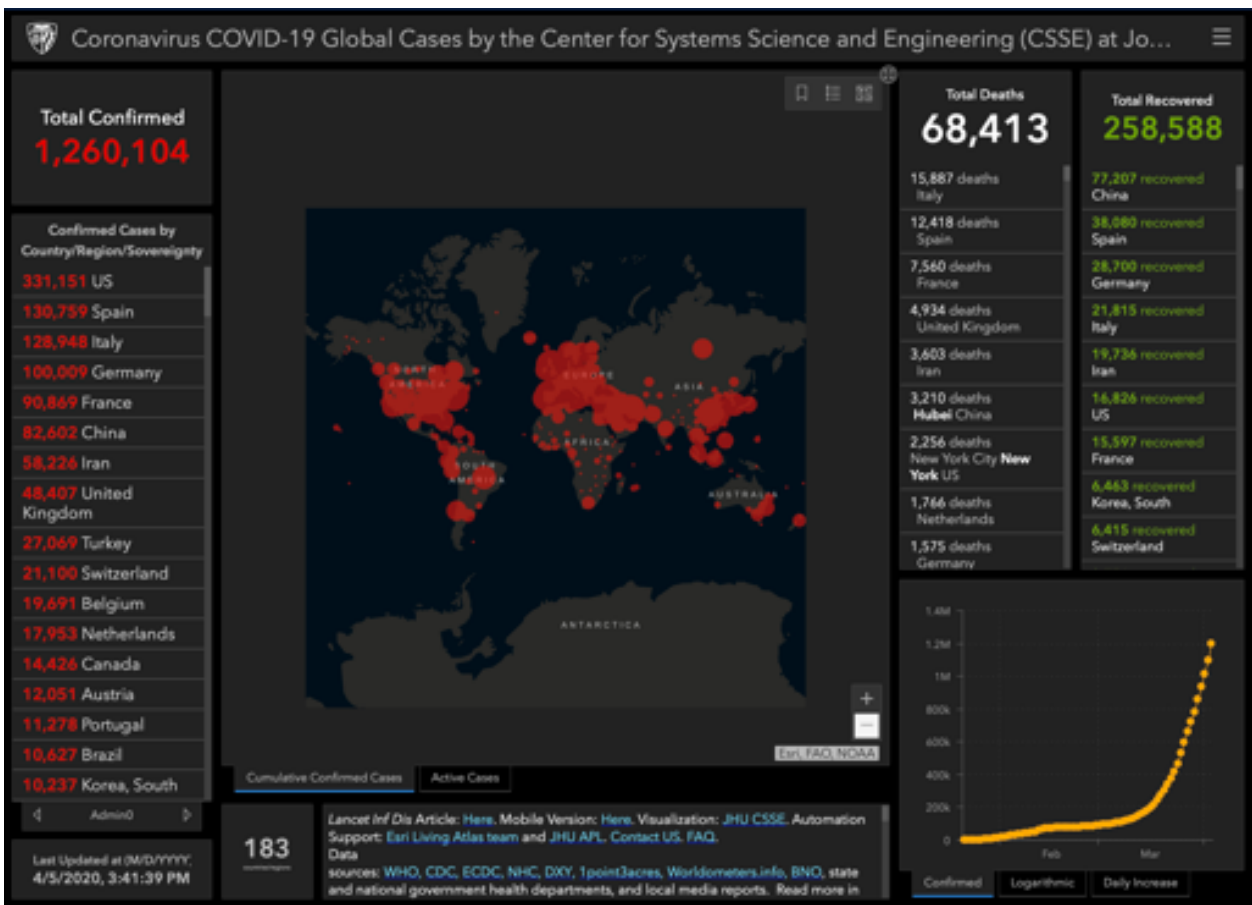 Coronavirus COVID-19 Global Cases by the Center for Systems Science and Engineering (CSSE) at Jo...
Total Confirmed
1,260,104
Confirmed Cases by
Country/Region/Sovereignty
331,151 US
130,759 Spain
128,948 Italy
100,009 Germany
90,869 France
82,602 China
58,226 Iran
48,407 United
Kingdom
27,069 Turkey
21,100 Switzerland
19,691 Belgium
17,953 Netherlands
14,426 Canada
12,051 Austria
11,278 Portugal
10,627 Brazil
10,237 Korea, South
Admin0
Last Updated at (M/D/YYYY,
4/5/2020, 3:41:39 PM
NORTH
AMERICA
EUROPE
ASIA
AFRICA
SOUTH
AMERICA
AUSTRALIA
ANTARCTICA
+
−
Esri, FAO, NOAA
Cumulative Confirmed Cases
Active Cases
183
countries/regions
Lancet Inf Dis Article: Here. Mobile Version: Here. Visualization: JHU CSSE. Automation
Support: Esri Living Atlas team and JHU APL. Contact US. FAQ.
Data
sources: WHO, CDC, ECDC, NHC, DXY, 1point3acres, Worldometers.info, BNO, state
and national government health departments, and local media reports. Read more in
Total Deaths
68,413
15,887 deaths
Italy
12,418 deaths
Spain
7,560 deaths
France
4,934 deaths
United Kingdom
3,603 deaths
Iran
3,210 deaths
Hubei China
2,256 deaths
New York City New
York US
1,766 deaths
Netherlands
1,575 deaths
Germany
Total Recovered
258,588
77,207 recovered
China
38,080 recovered
Spain
28,700 recovered
Germany
21,815 recovered
Italy
19,736 recovered
Iran
16,826 recovered
US
15,597 recovered
France
6,463 recovered
Korea, South
6,415 recovered
Switzerland
1.4M
1.2M
1M
800k
600k
400k
200k
0
Feb
Mar
Confirmed
Logarithmic
Daily Increase